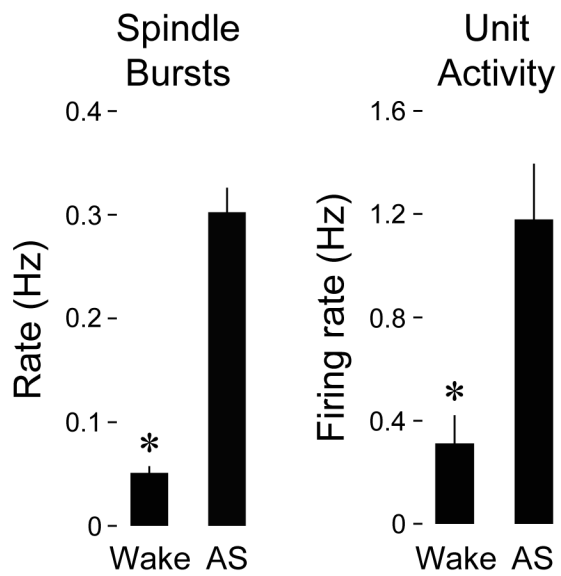 Spindle
Bursts
Rate (Hz)
0.4
0.3
0.2
0.1
0
*
Wake AS
Unit
Activity
Firing rate (Hz)
1.6
1.2
0.8
0.4
0
*
Wake AS